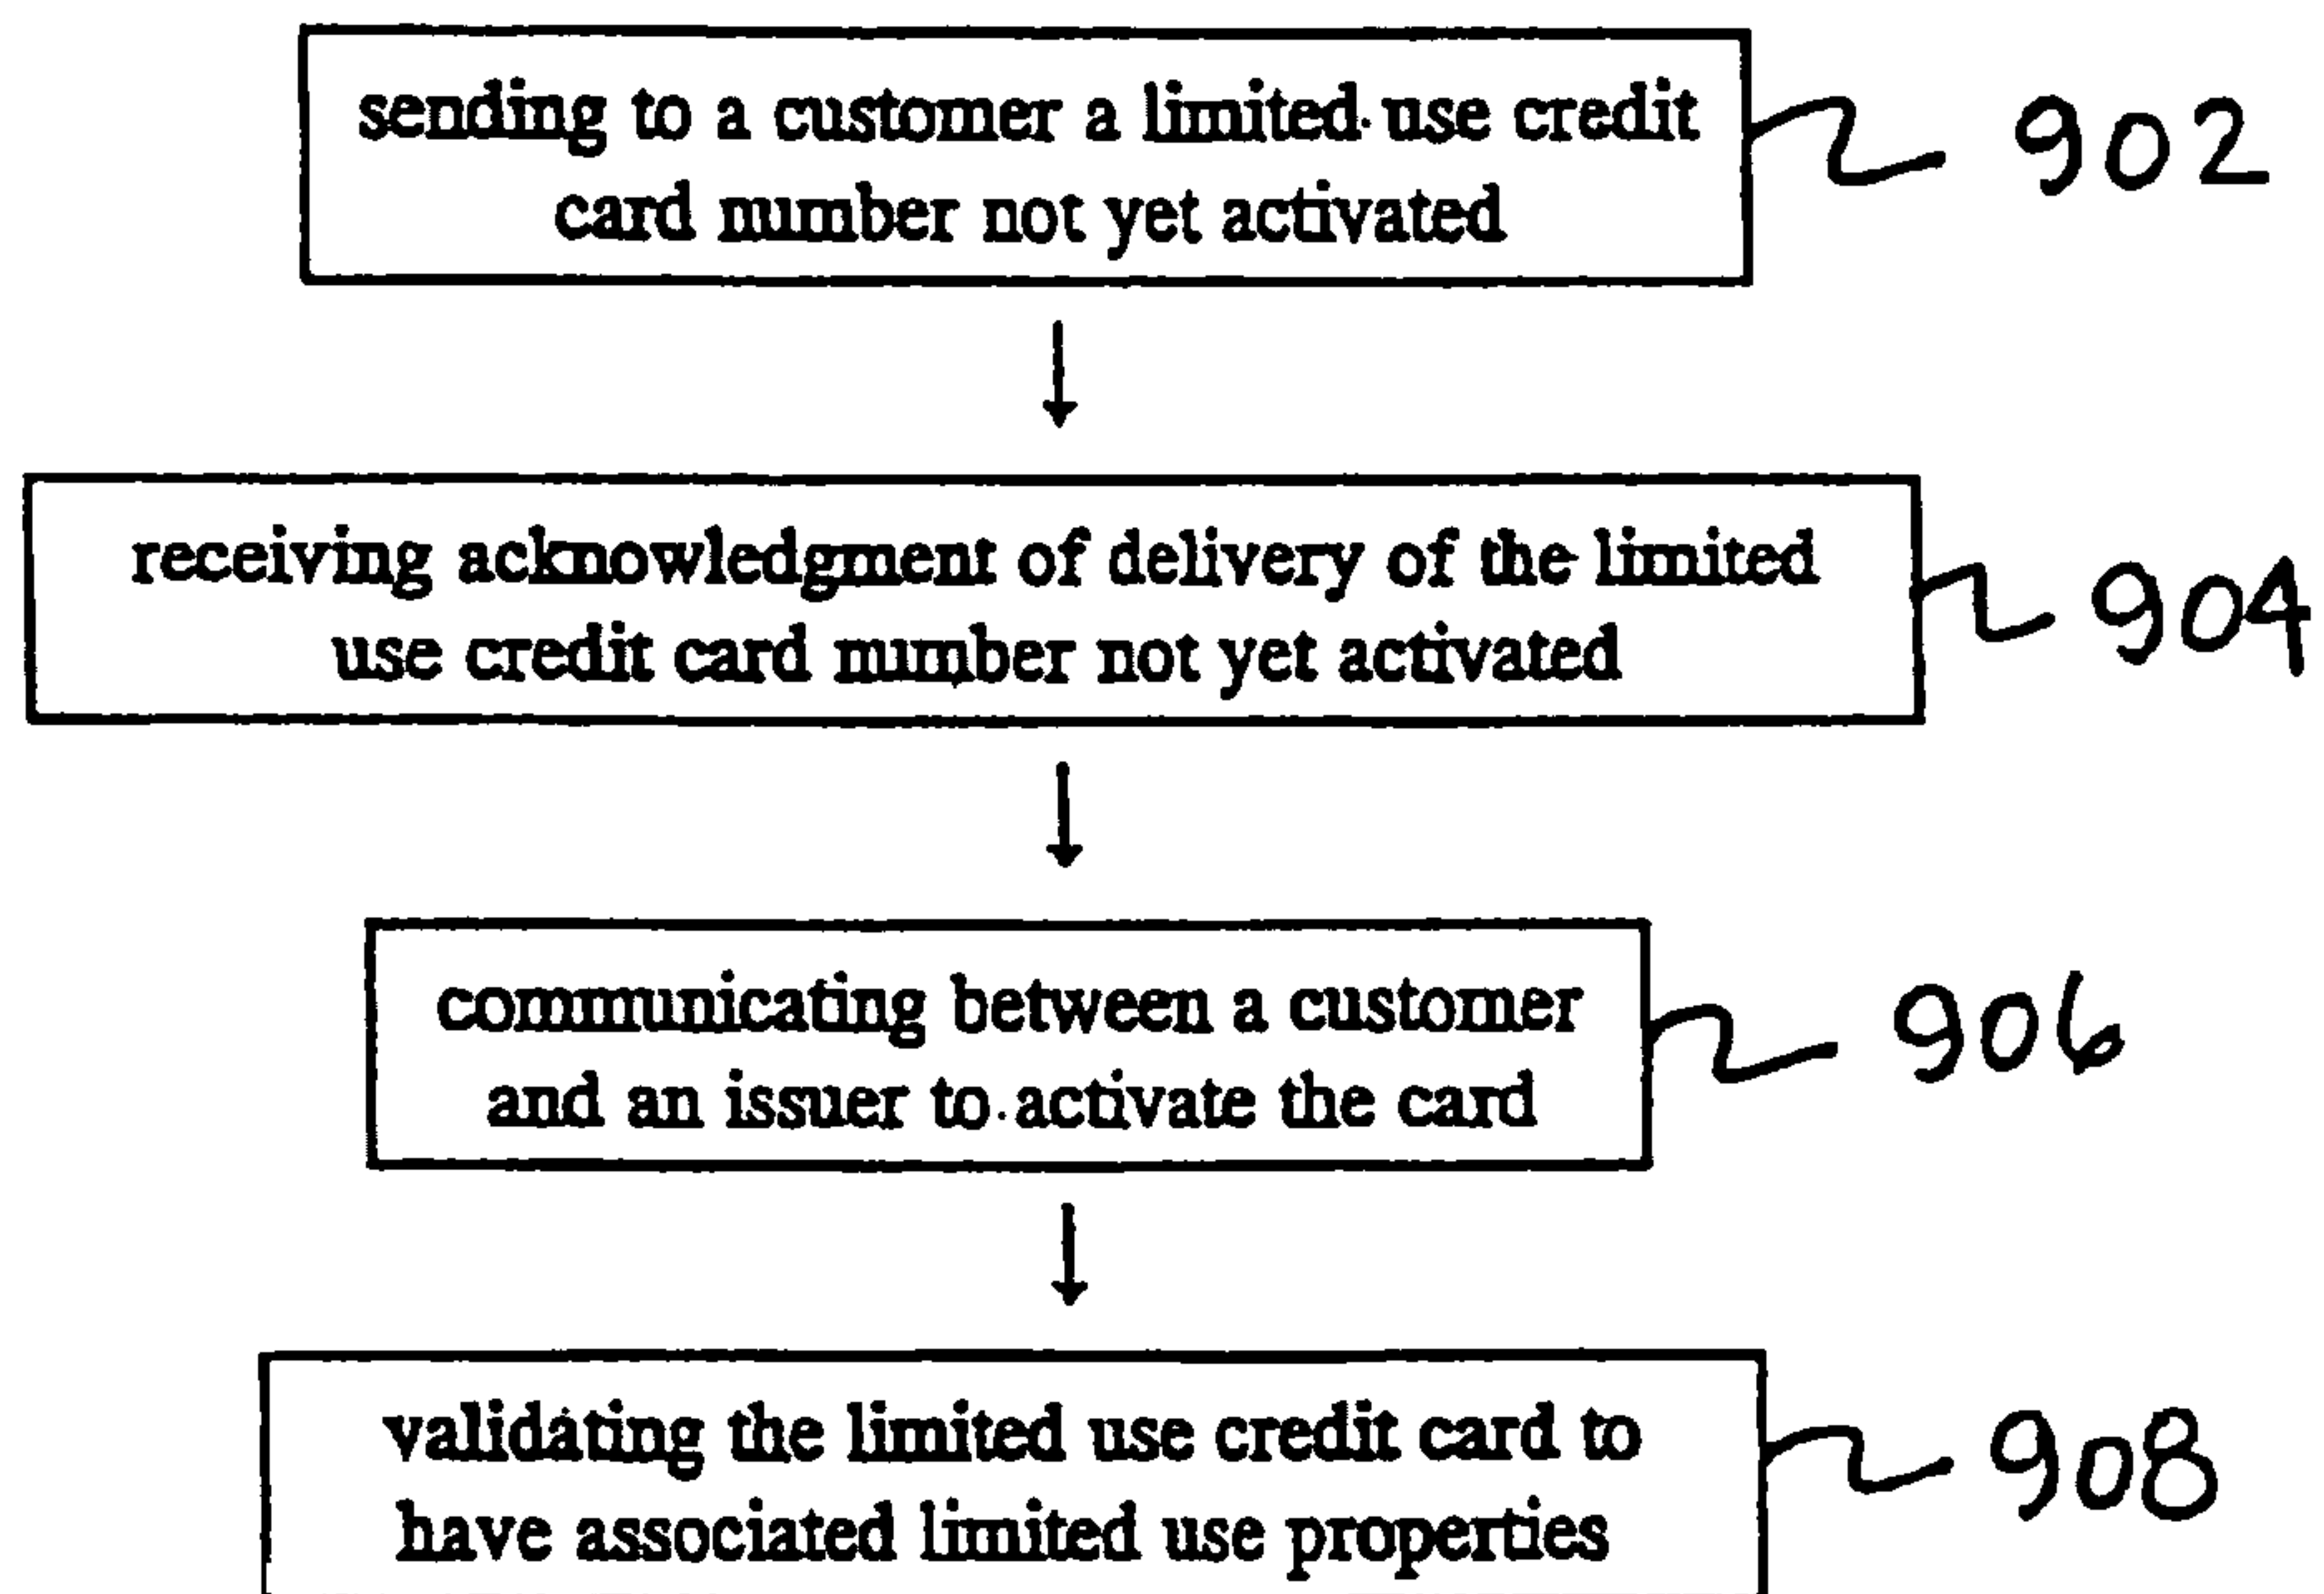 sending to a customer a limited use credit
card number not yet activated
902
receiving acknowledgment of delivery of the limited
use credit card number not yet activated
904
communicating between a customer
and an issuer to activate the card
906
validating the limited use credit card to
have associated limited use properties
908